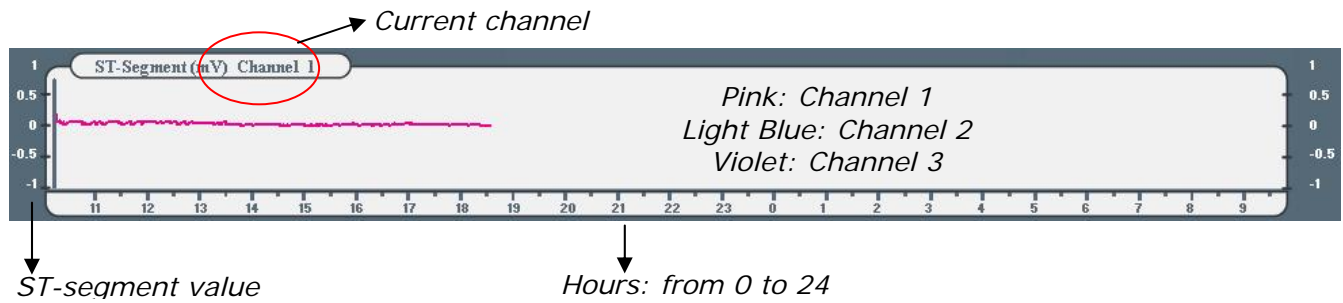 Current channel
ST-Segment (mV) Channel 1
1 1
0.5 0.5
Pink: Channel 1
0 0
Light Blue: Channel 2
-0.5 -0.5
Violet: Channel 3
-1 -1
11 12 13 14 15 16 17 18 19 20 21 22 23 0 1 2 3 4 5 6 7 8 9
ST-segment value Hours: from 0 to 24